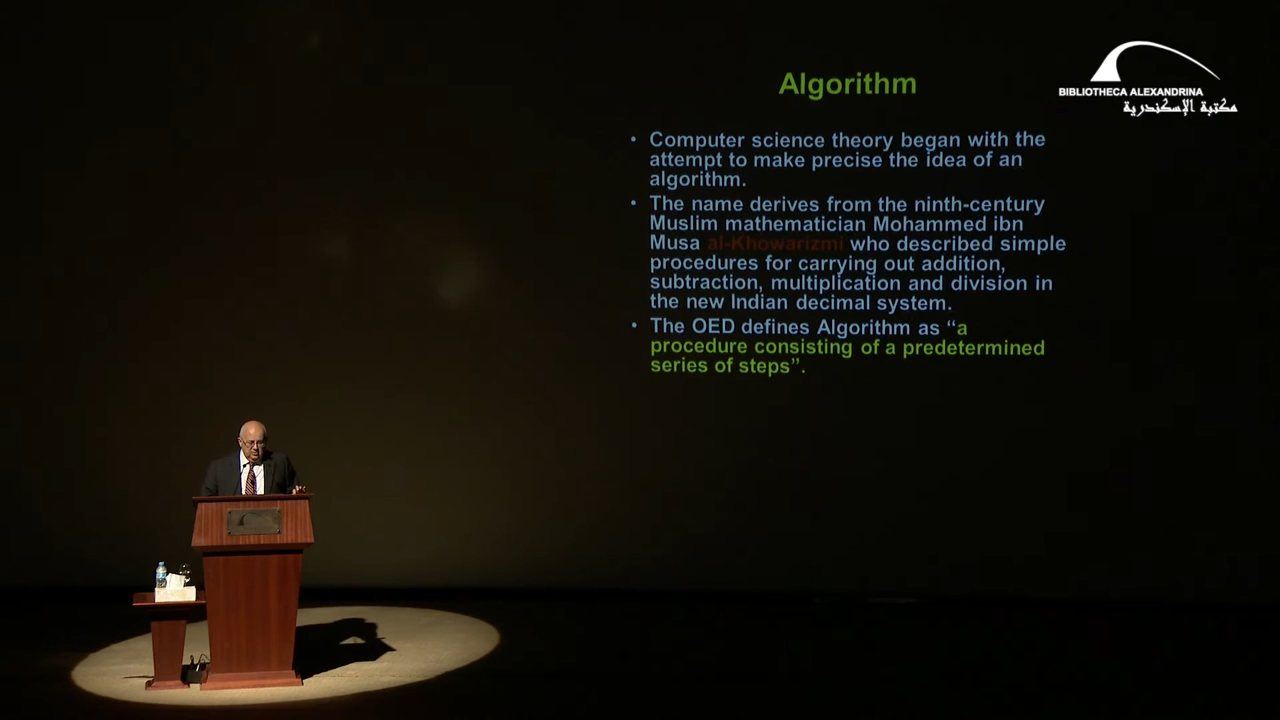 Algorithm
BIBLIOTHECA ALEXANDRINA
مكتبة الإسكندرية
• Computer science theory began with the
attempt to make precise the idea of an
algorithm.
• The name derives from the ninth-century
Muslim mathematician Mohammed ibn
Musa al-Khowarizmi who described simple
procedures for carrying out addition,
subtraction, multiplication and division in
the new Indian decimal system.
• The OED defines Algorithm as “a
procedure consisting of a predetermined
series of steps”.